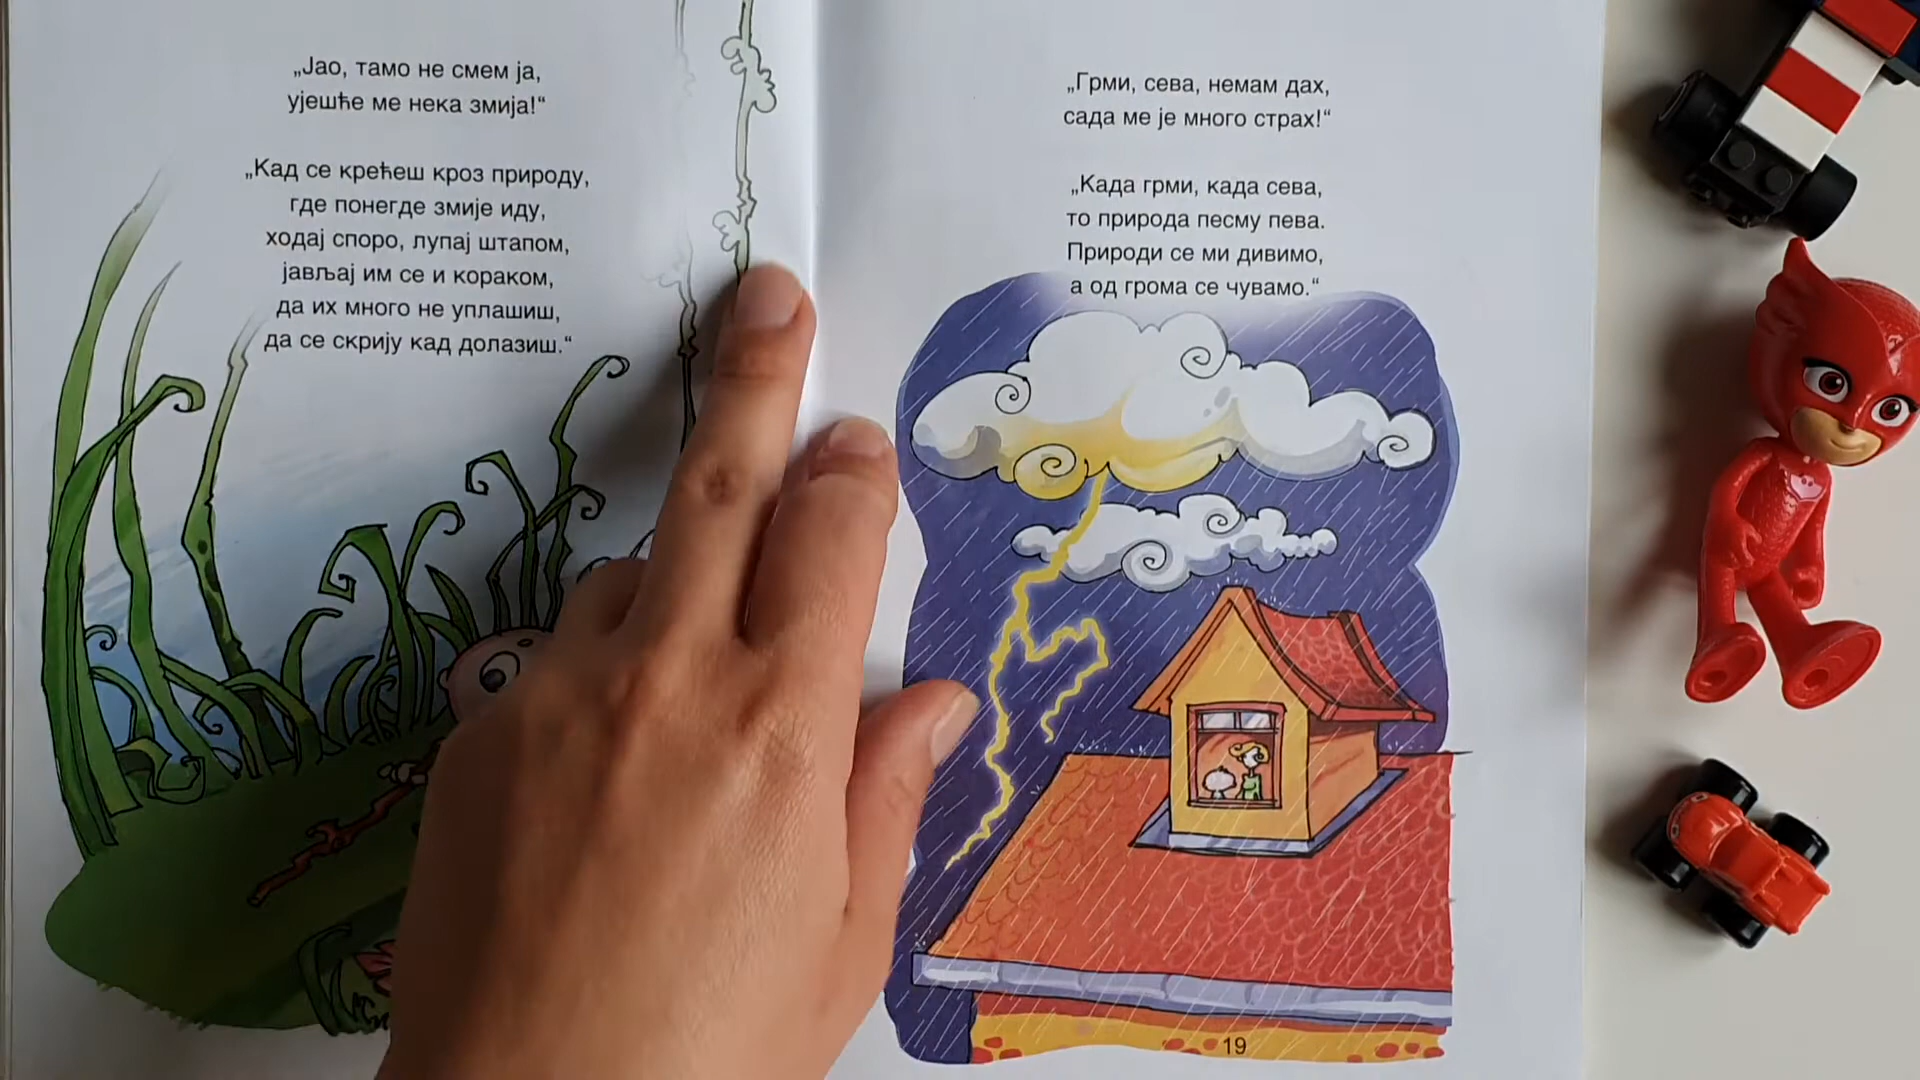 „Јао, тамо не смем ја,
ујешће ме нека змија!“
„Кад се крећеш кроз природу,
где понегде змије иду,
ходај споро, лупај штапом,
јављај им се и кораком,
да их много не уплашиш,
да се скрију кад долазиш.“
„Грми, сева, немам дах,
сада ме је много страх!“
„Када грми, када сева,
то природа песму пева.
Природи се ми дивимо,
а од грома се чувамо.“
19